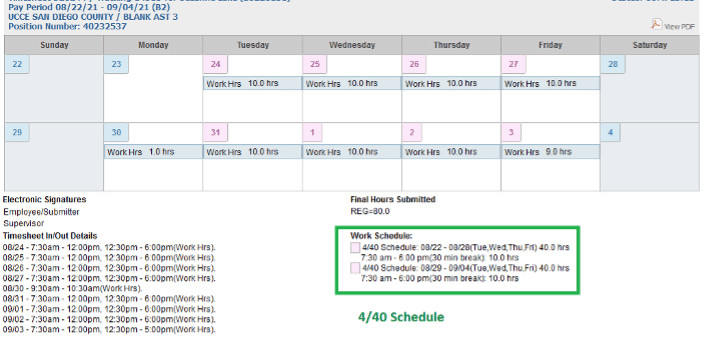 Pay Period 08/22/21 - 09/04/21 (B2)
UCCE SAN DIEGO COUNTY / BLANK AST 3
Position Number: 40232537
View PDF
Sunday Monday Tuesday Wednesday Thursday Friday Saturday
22 23 24 25 26 27 28
Work Hrs 10.0 hrs Work Hrs 10.0 hrs Work Hrs 10.0 hrs Work Hrs 10.0 hrs
29 30 31 1 2 3 4
Work Hrs 1.0 hrs Work Hrs 10.0 hrs Work Hrs 10.0 hrs Work Hrs 10.0 hrs Work Hrs 9.0 hrs
Electronic Signatures
Employee/Submitter
Supervisor
Timesheet In/Out Details
08/24 - 7:30am - 12:00pm, 12:30pm - 6:00pm(Work Hrs).
08/25 - 7:30am - 12:00pm, 12:30pm - 6:00pm(Work Hrs).
08/26 - 7:30am - 12:00pm, 12:30pm - 6:00pm(Work Hrs).
08/27 - 7:30am - 12:00pm, 12:30pm - 6:00pm(Work Hrs).
08/30 - 9:30am - 10:30am(Work Hrs).
08/31 - 7:30am - 12:00pm, 12:30pm - 6:00pm(Work Hrs).
09/01 - 7:30am - 12:00pm, 12:30pm - 6:00pm(Work Hrs).
09/02 - 7:30am - 12:00pm, 12:30pm - 6:00pm(Work Hrs).
09/03 - 7:30am - 12:00pm, 12:30pm - 5:00pm(Work Hrs).
Final Hours Submitted
REG=80.0
Work Schedule:
4/40 Schedule: 08/22 - 08/28(Tue,Wed,Thu,Fri) 40.0 hrs
7:30 am - 6:00 pm(30 min break): 10.0 hrs
4/40 Schedule: 08/29 - 09/04(Tue,Wed,Thu,Fri) 40.0 hrs
7:30 am - 6:00 pm(30 min break): 10.0 hrs
4/40 Schedule